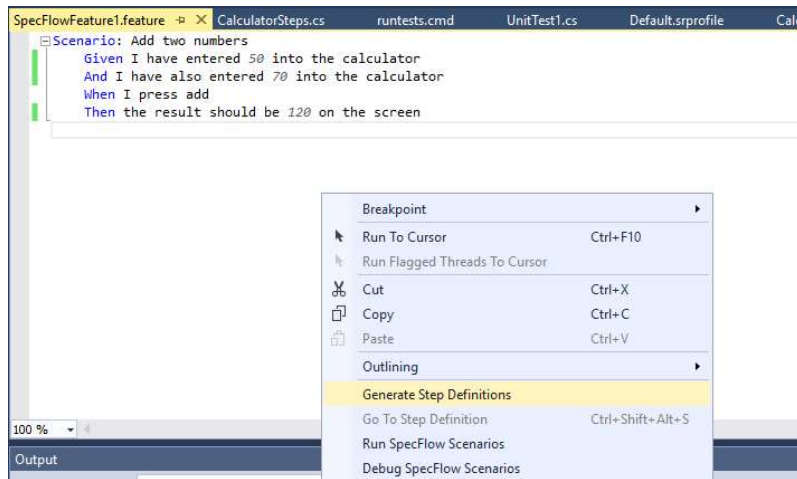 SpecFlowFeature1.feature CalculatorSteps.cs runtests.cmd UnitTest1.cs Default.srprofile Cal
Scenario: Add two numbers
Given I have entered 50 into the calculator
And I have also entered 70 into the calculator
When I press add
Then the result should be 120 on the screen
Breakpoint
Run To Cursor Ctrl+F10
Run Flagged Threads To Cursor
Cut Ctrl+X
Copy Ctrl+C
Paste Ctrl+V
Outlining
Generate Step Definitions
Go To Step Definition Ctrl+Shift+Alt+S
Run SpecFlow Scenarios
Debug SpecFlow Scenarios
100 %
Output